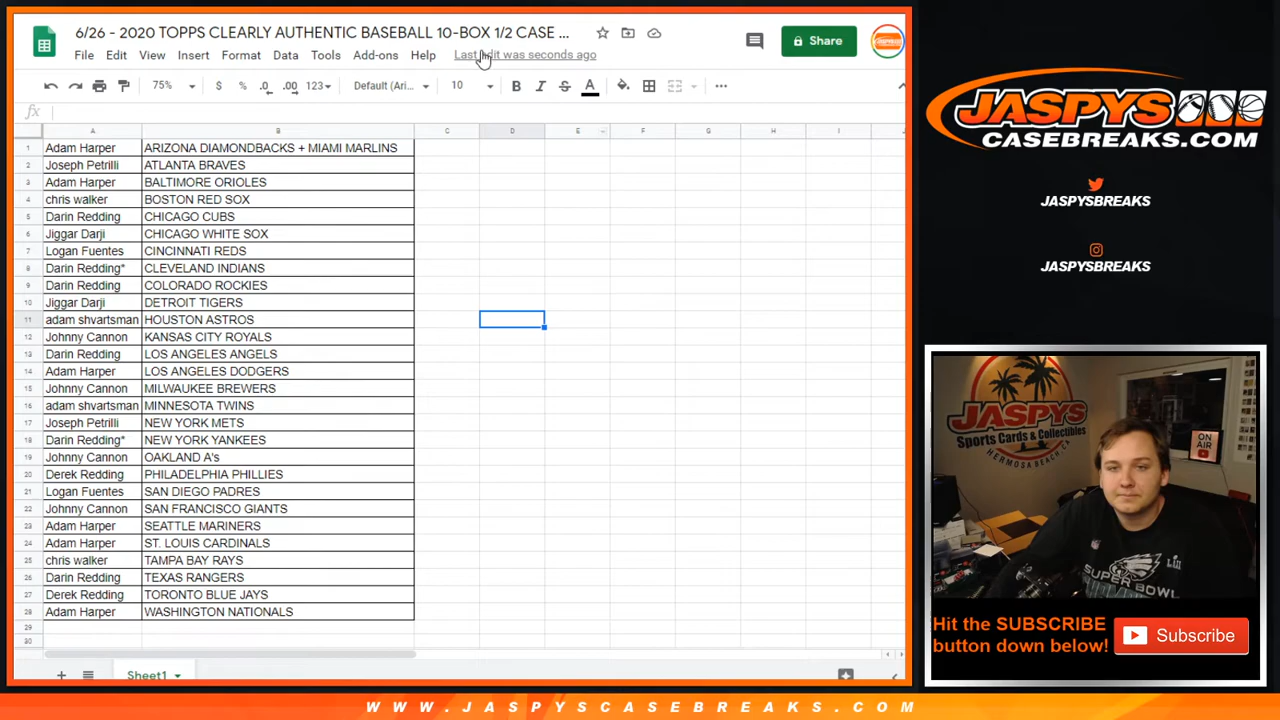 6/26 - 2020 TOPPS CLEARLY AUTHENTIC BASEBALL 10-BOX 1/2 CASE ...
Share
File Edit View Insert Format Data Tools Add-ons Help Last edit was seconds ago
75% $ % .0 .00 123 Default (Ari... 10 B I S A ...
fx
A B C D E F G H I
1 Adam Harper ARIZONA DIAMONDBACKS + MIAMI MARLINS
2 Joseph Petrilli ATLANTA BRAVES
3 Adam Harper BALTIMORE ORIOLES
4 chris walker BOSTON RED SOX
5 Darin Redding CHICAGO CUBS
6 Jiggar Darji CHICAGO WHITE SOX
7 Logan Fuentes CINCINNATI REDS
8 Darin Redding* CLEVELAND INDIANS
9 Darin Redding COLORADO ROCKIES
10 Jiggar Darji DETROIT TIGERS
11 adam shvartsman HOUSTON ASTROS
12 Johnny Cannon KANSAS CITY ROYALS
13 Darin Redding LOS ANGELES ANGELS
14 Adam Harper LOS ANGELES DODGERS
15 Johnny Cannon MILWAUKEE BREWERS
16 adam shvartsman MINNESOTA TWINS
17 Joseph Petrilli NEW YORK METS
18 Darin Redding* NEW YORK YANKEES
19 Johnny Cannon OAKLAND A's
20 Derek Redding PHILADELPHIA PHILLIES
21 Logan Fuentes SAN DIEGO PADRES
22 Johnny Cannon SAN FRANCISCO GIANTS
23 Adam Harper SEATTLE MARINERS
24 Adam Harper ST. LOUIS CARDINALS
25 chris walker TAMPA BAY RAYS
26 Darin Redding TEXAS RANGERS
27 Derek Redding TORONTO BLUE JAYS
28 Adam Harper WASHINGTON NATIONALS
29
30
Sheet1
JASPYS
CASEBREAKS.COM
JASPYSBREAKS
JASPYSBREAKS
JASPYS
Sports Cards & Collectibles
HERMOSA BEACH, CA
ON
AIR
LII
SUPER BOWL
Hit the SUBSCRIBE
button down below!
Subscribe
WWW.JASPYSCASEBREAKS.COM